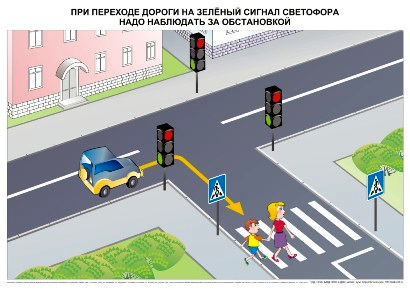 ПРИ ПЕРЕХОДЕ ДОРОГИ НА ЗЕЛЁНЫЙ СИГНАЛ СВЕТОФОРА
НАДО НАБЛЮДАТЬ ЗА ОБСТАНОВКОЙ